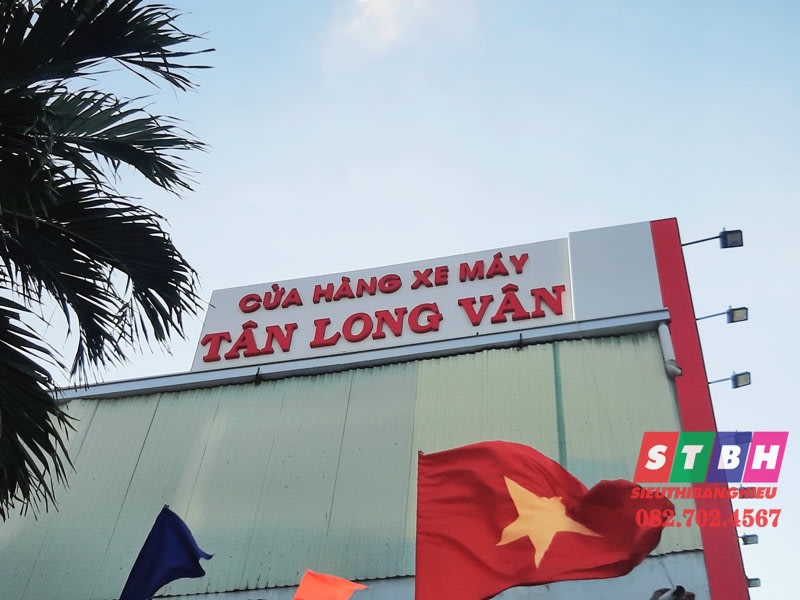 CỬA HÀNG XE MÁY
TÂN LONG VÂN
STBH
SIEUTHIBANGHIEU
082.702.4567